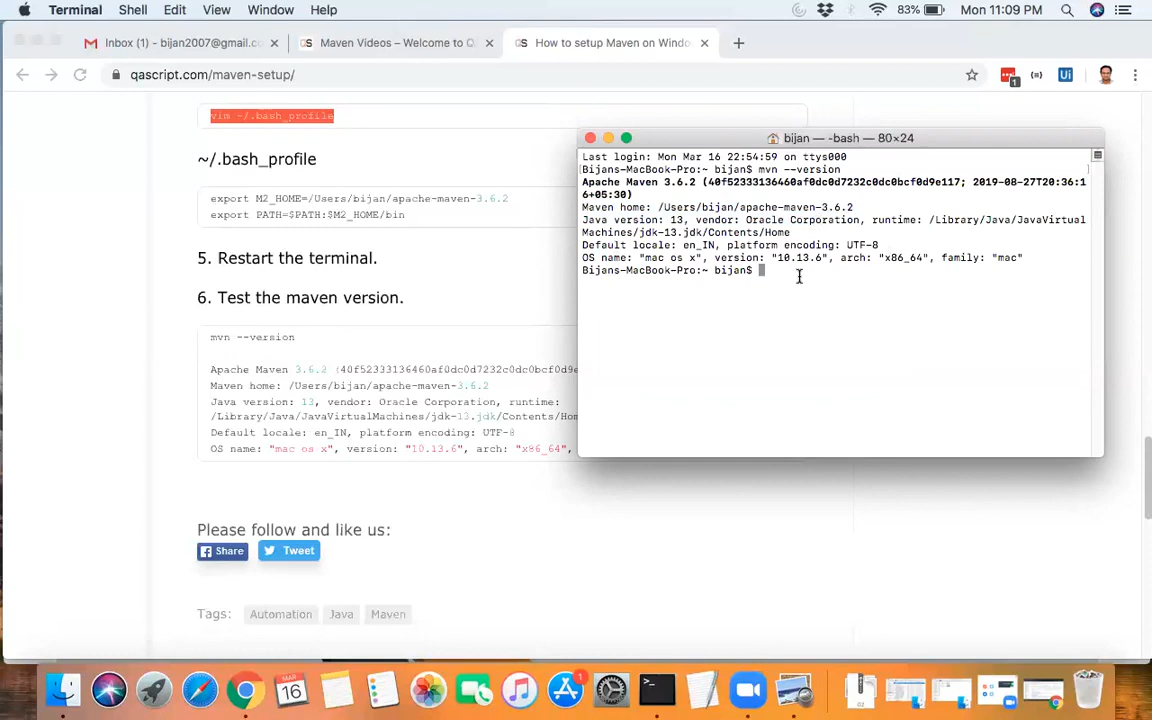 Terminal Shell Edit View Window Help 83% Mon 11:09 PM
Inbox (1) - bijan2007@gmail.co
Maven Videos – Welcome to Q
How to setup Maven on Windo
qascript.com/maven-setup/
1
Ui
vim ~/.bash_profile
~/.bash_profile
export M2_HOME=/Users/bijan/apache-maven-3.6.2
export PATH=$PATH:$M2_HOME/bin
5. Restart the terminal.
6. Test the maven version.
mvn --version
Apache Maven 3.6.2 (40f52333136460af0dc0d7232c0dc0bcf0d9e
Maven home: /Users/bijan/apache-maven-3.6.2
Java version: 13, vendor: Oracle Corporation, runtime:
/Library/Java/JavaVirtualMachines/jdk-13.jdk/Contents/Hom
Default locale: en_IN, platform encoding: UTF-8
OS name: "mac os x", version: "10.13.6", arch: "x86_64",
bijan — -bash — 80×24
Last login: Mon Mar 16 22:54:59 on ttys000
[Bijans-MacBook-Pro:~ bijan$ mvn --version ]
Apache Maven 3.6.2 (40f52333136460af0dc0d7232c0dc0bcf0d9e117; 2019-08-27T20:36:1
6+05:30)
Maven home: /Users/bijan/apache-maven-3.6.2
Java version: 13, vendor: Oracle Corporation, runtime: /Library/Java/JavaVirtual
Machines/jdk-13.jdk/Contents/Home
Default locale: en_IN, platform encoding: UTF-8
OS name: "mac os x", version: "10.13.6", arch: "x86_64", family: "mac"
Bijans-MacBook-Pro:~ bijan$
Please follow and like us:
Share Tweet
Tags: Automation Java Maven
MAR
16
1